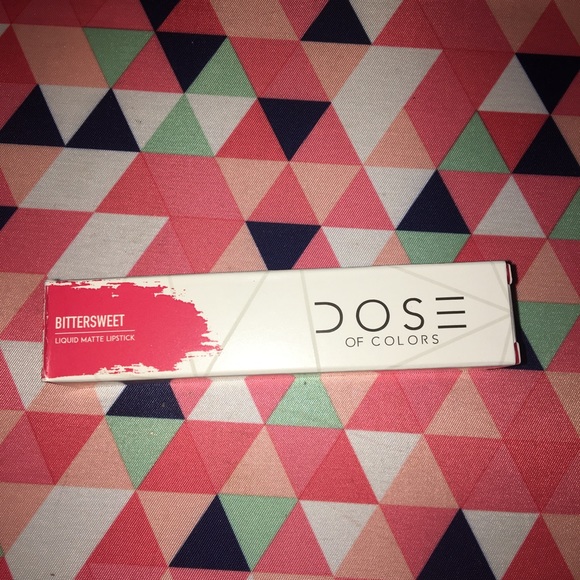 BITTERSWEET
LIQUID MATTE LIPSTICK
DOSE
OF COLORS